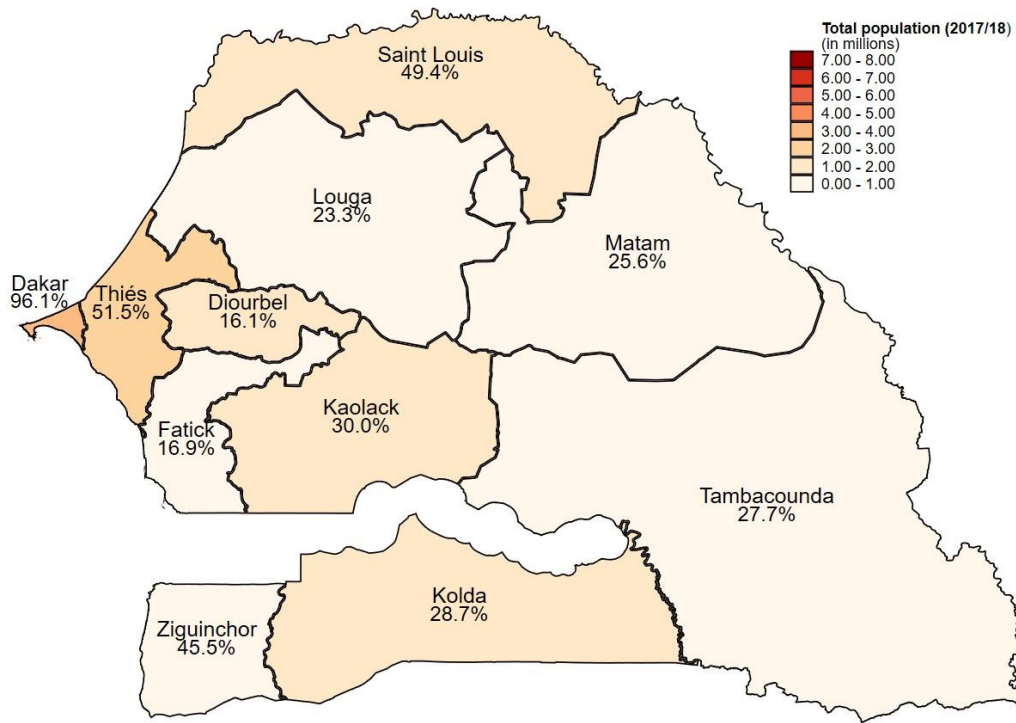 Total population (2017/18)
(in millions)
7.00 - 8.00
6.00 - 7.00
5.00 - 6.00
4.00 - 5.00
3.00 - 4.00
2.00 - 3.00
1.00 - 2.00
0.00 - 1.00
Saint Louis
49.4%
Louga
23.3%
Matam
25.6%
Dakar
96.1%
Thiés
51.5%
Diourbel
16.1%
Kaolack
30.0%
Fatick
16.9%
Tambacounda
27.7%
Kolda
28.7%
Ziguinchor
45.5%